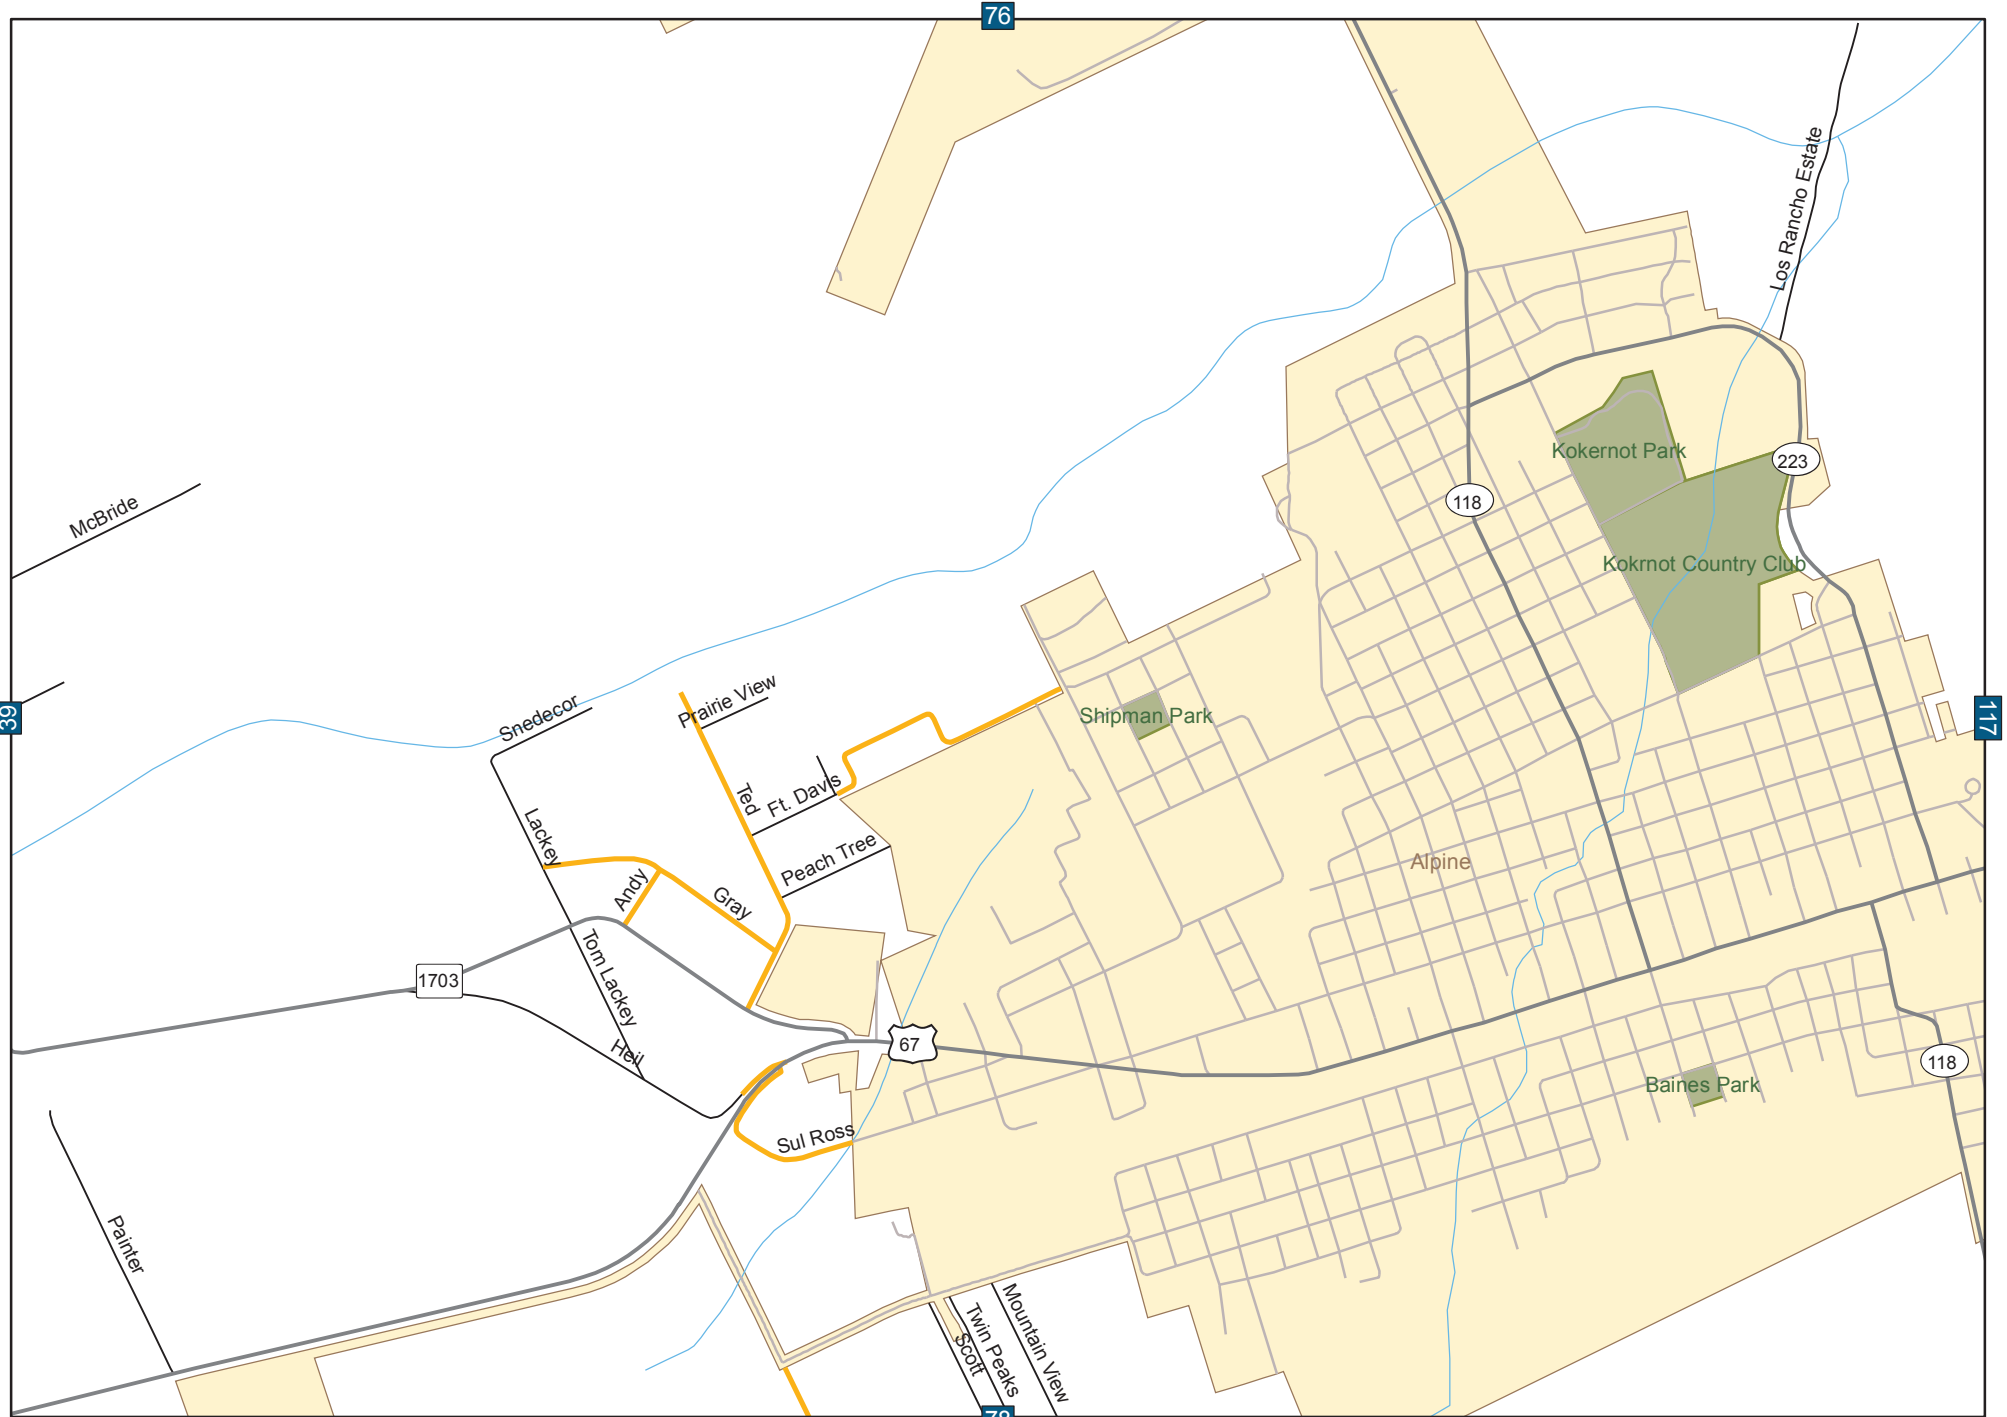 76
Los Rancho Estate
Kokernot Park
223
118
McBride
Kokrnot Country Club
39
Prairie View
Snedecor
Shipman Park
117
Ted
Ft. Davis
Lackey
Peach Tree
Alpine
Andy
Gray
Tom Lackey
1703
67
Heil
118
Baines Park
Sul Ross
Painter
Mountain View
Twin Peaks
Scott
78